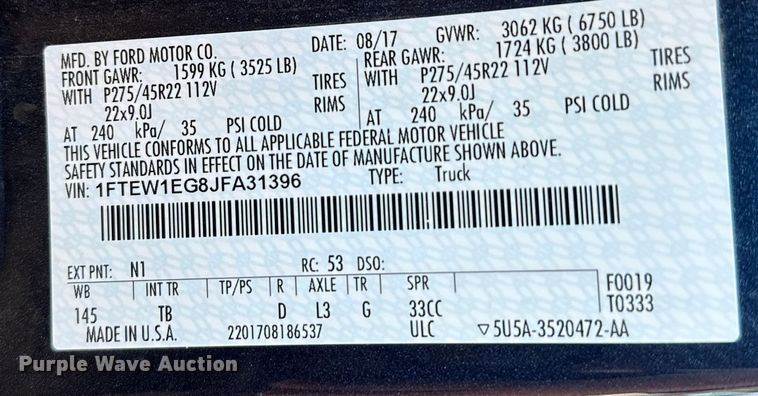 MFD. BY FORD MOTOR CO. DATE: 08/17 GVWR: 3062 KG ( 6750 LB)
FRONT GAWR: 1599 KG ( 3525 LB) REAR GAWR: 1724 KG ( 3800 LB)
WITH P275/45R22 112V TIRES WITH P275/45R22 112V TIRES
22x9.0J RIMS 22x9.0J RIMS
AT 240 kPa/ 35 PSI COLD AT 240 kPa/ 35 PSI COLD
THIS VEHICLE CONFORMS TO ALL APPLICABLE FEDERAL MOTOR VEHICLE
SAFETY STANDARDS IN EFFECT ON THE DATE OF MANUFACTURE SHOWN ABOVE.
VIN: 1FTEW1EG8JFA31396 TYPE: Truck
EXT PNT: N1 RC: 53 DSO:
WB INT TR TP/PS R AXLE TR SPR F0019
145 TB D L3 G 33CC T0333
MADE IN U.S.A. 2201708186537 ULC ▽5U5A-3520472-AA
Purple Wave Auction